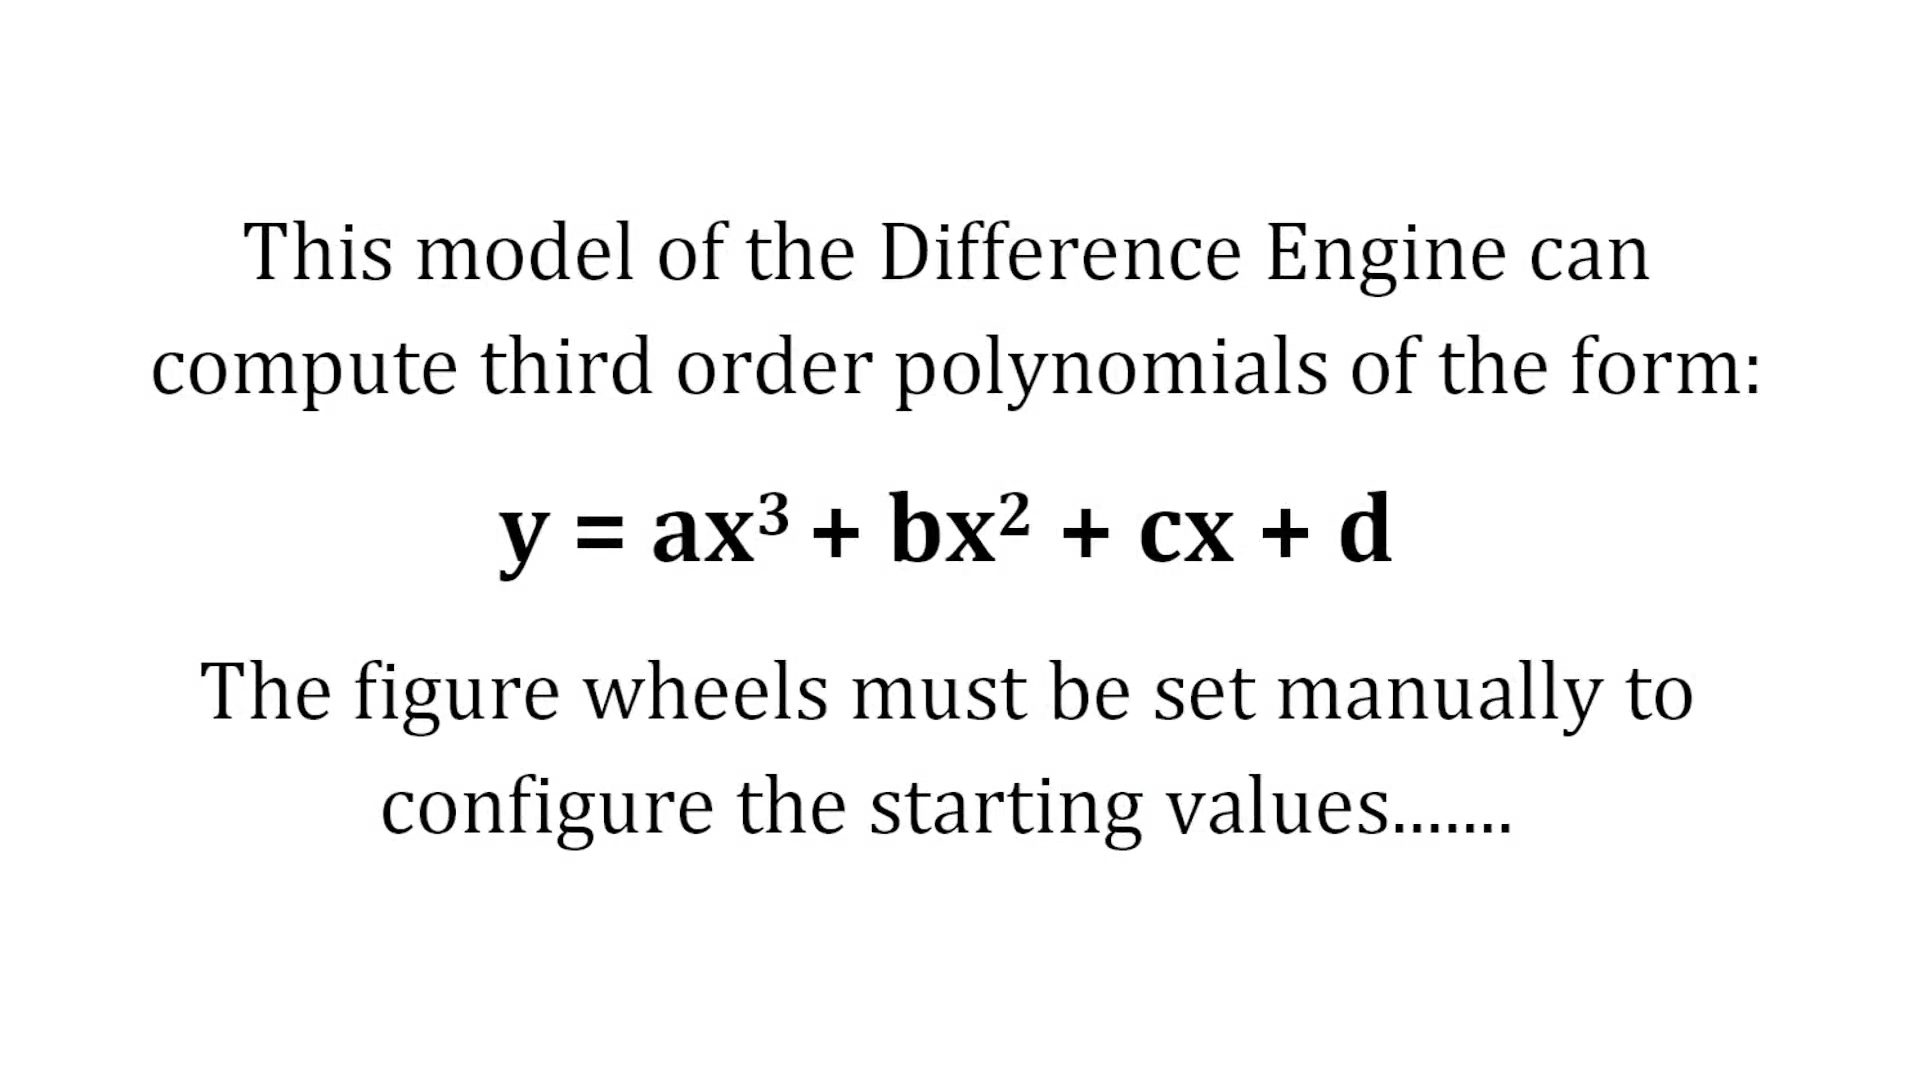 This model of the Difference Engine can
compute third order polynomials of the form:
y = ax³ + bx² + cx + d
The figure wheels must be set manually to
configure the starting values.......